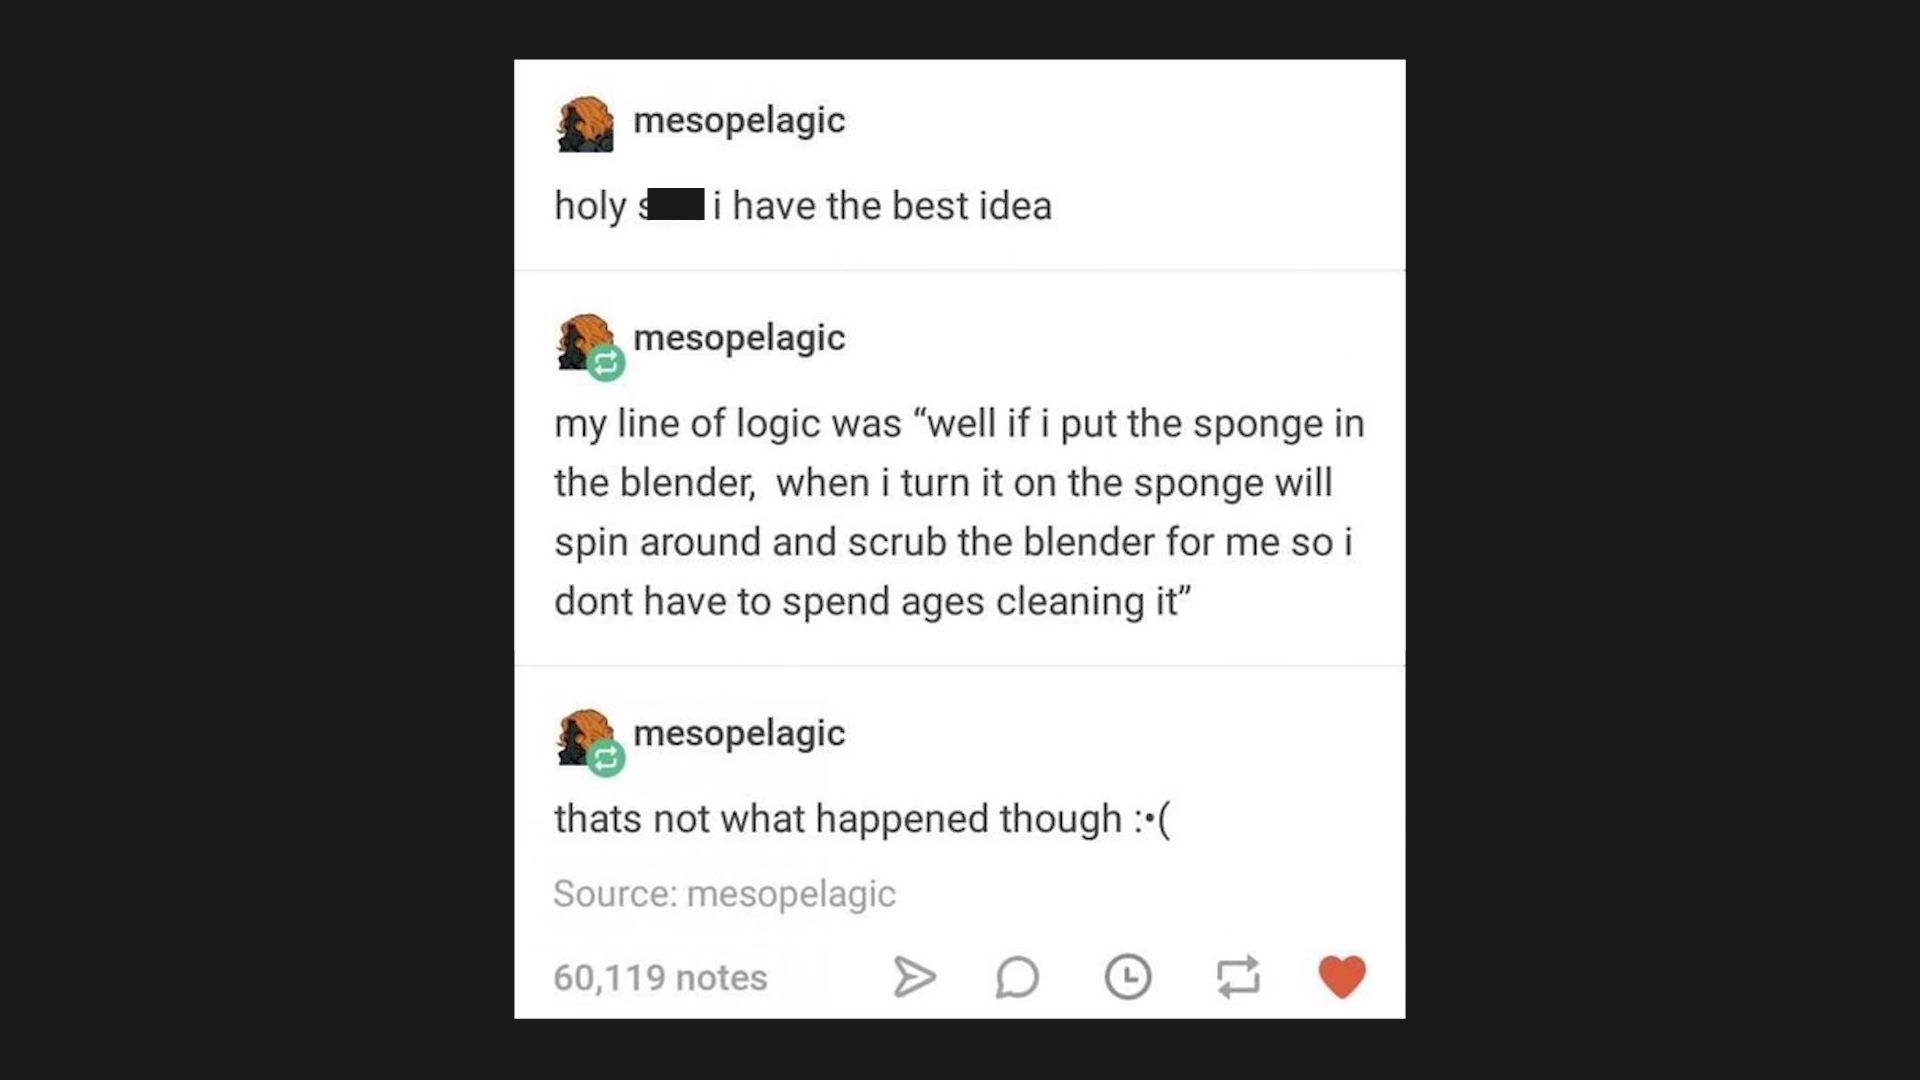 mesopelagic
holy s i have the best idea
mesopelagic
my line of logic was “well if i put the sponge in
the blender,  when i turn it on the sponge will
spin around and scrub the blender for me so i
dont have to spend ages cleaning it”
mesopelagic
thats not what happened though :•(
Source: mesopelagic
60,119 notes